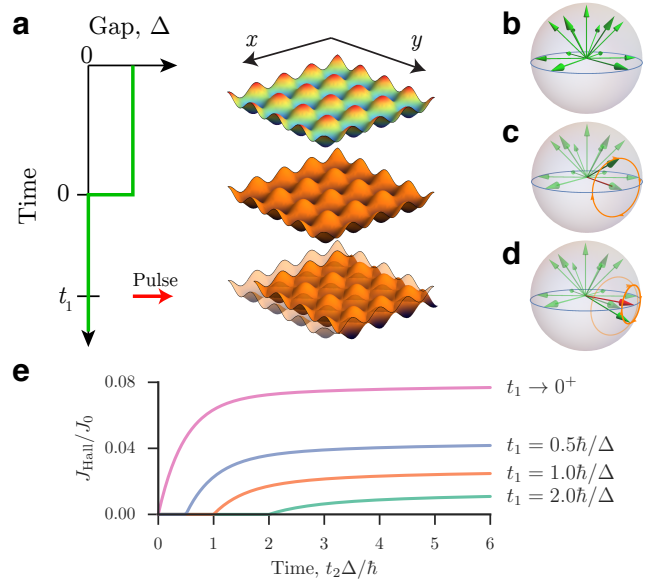 a
Gap, Δ
0
x
y
Time
0
t₁
Pulse
b
c
d
e
J_Hall/J₀
0.08
0.04
0.00
0 1 2 3 4 5 6
Time, t₂Δ/ħ
t₁ → 0⁺
t₁ = 0.5ħ/Δ
t₁ = 1.0ħ/Δ
t₁ = 2.0ħ/Δ